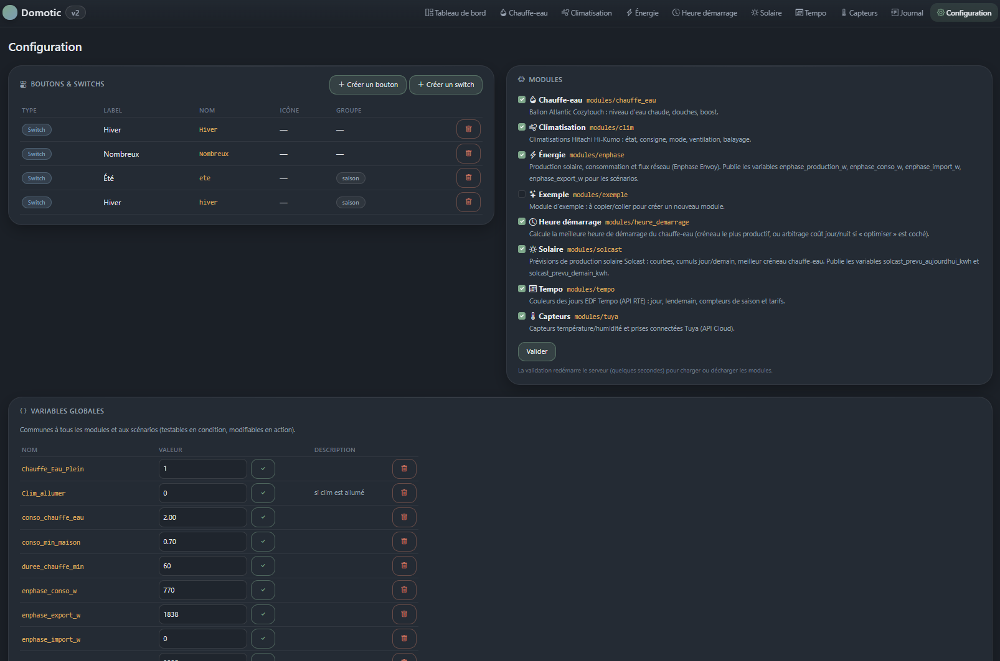 Domotic v2
Tableau de bord Chauffe-eau Climatisation Énergie Heure démarrage Solaire Tempo Capteurs Journal Configuration
Configuration
BOUTONS & SWITCHS
+ Créer un bouton + Créer un switch
TYPE LABEL NOM ICÔNE GROUPE
Switch Hiver Hiver — —
Switch Nombreux Nombreux — —
Switch Été ete — saison
Switch Hiver hiver — saison
MODULES
Chauffe-eau modules/chauffe_eau
Ballon Atlantic Cozytouch : niveau d'eau chaude, douches, boost.
Climatisation modules/clim
Climatisations Hitachi Hi-Kumo : état, consigne, mode, ventilation, balayage.
Énergie modules/enphase
Production solaire, consommation et flux réseau (Enphase Envoy). Publie les variables enphase_production_w, enphase_conso_w, enphase_import_w,
enphase_export_w pour les scénarios.
Exemple modules/exemple
Module d'exemple : à copier/coller pour créer un nouveau module.
Heure démarrage modules/heure_demarrage
Calcule la meilleure heure de démarrage du chauffe-eau (créneau le plus productif, ou arbitrage coût jour/nuit si « optimiser » est coché).
Solaire modules/solcast
Prévisions de production solaire Solcast : courbes, cumuls jour/demain, meilleur créneau chauffe-eau. Publie les variables solcast_prevu_aujourdhui_kwh et
solcast_prevu_demain_kwh.
Tempo modules/tempo
Couleurs des jours EDF Tempo (API RTE) : jour, lendemain, compteurs de saison et tarifs.
Capteurs modules/tuya
Capteurs température/humidité et prises connectées Tuya (API Cloud).
Valider
La validation redémarre le serveur (quelques secondes) pour charger ou décharger les modules.
{} VARIABLES GLOBALES
Communes à tous les modules et aux scénarios (testables en condition, modifiables en action).
NOM VALEUR DESCRIPTION
Chauffe_Eau_Plein 1
Clim_allumer 0 si clim est allumé
conso_chauffe_eau 2.00
conso_min_maison 0.70
duree_chauffe_min 60
enphase_conso_w 770
enphase_export_w 1838
enphase_import_w 0